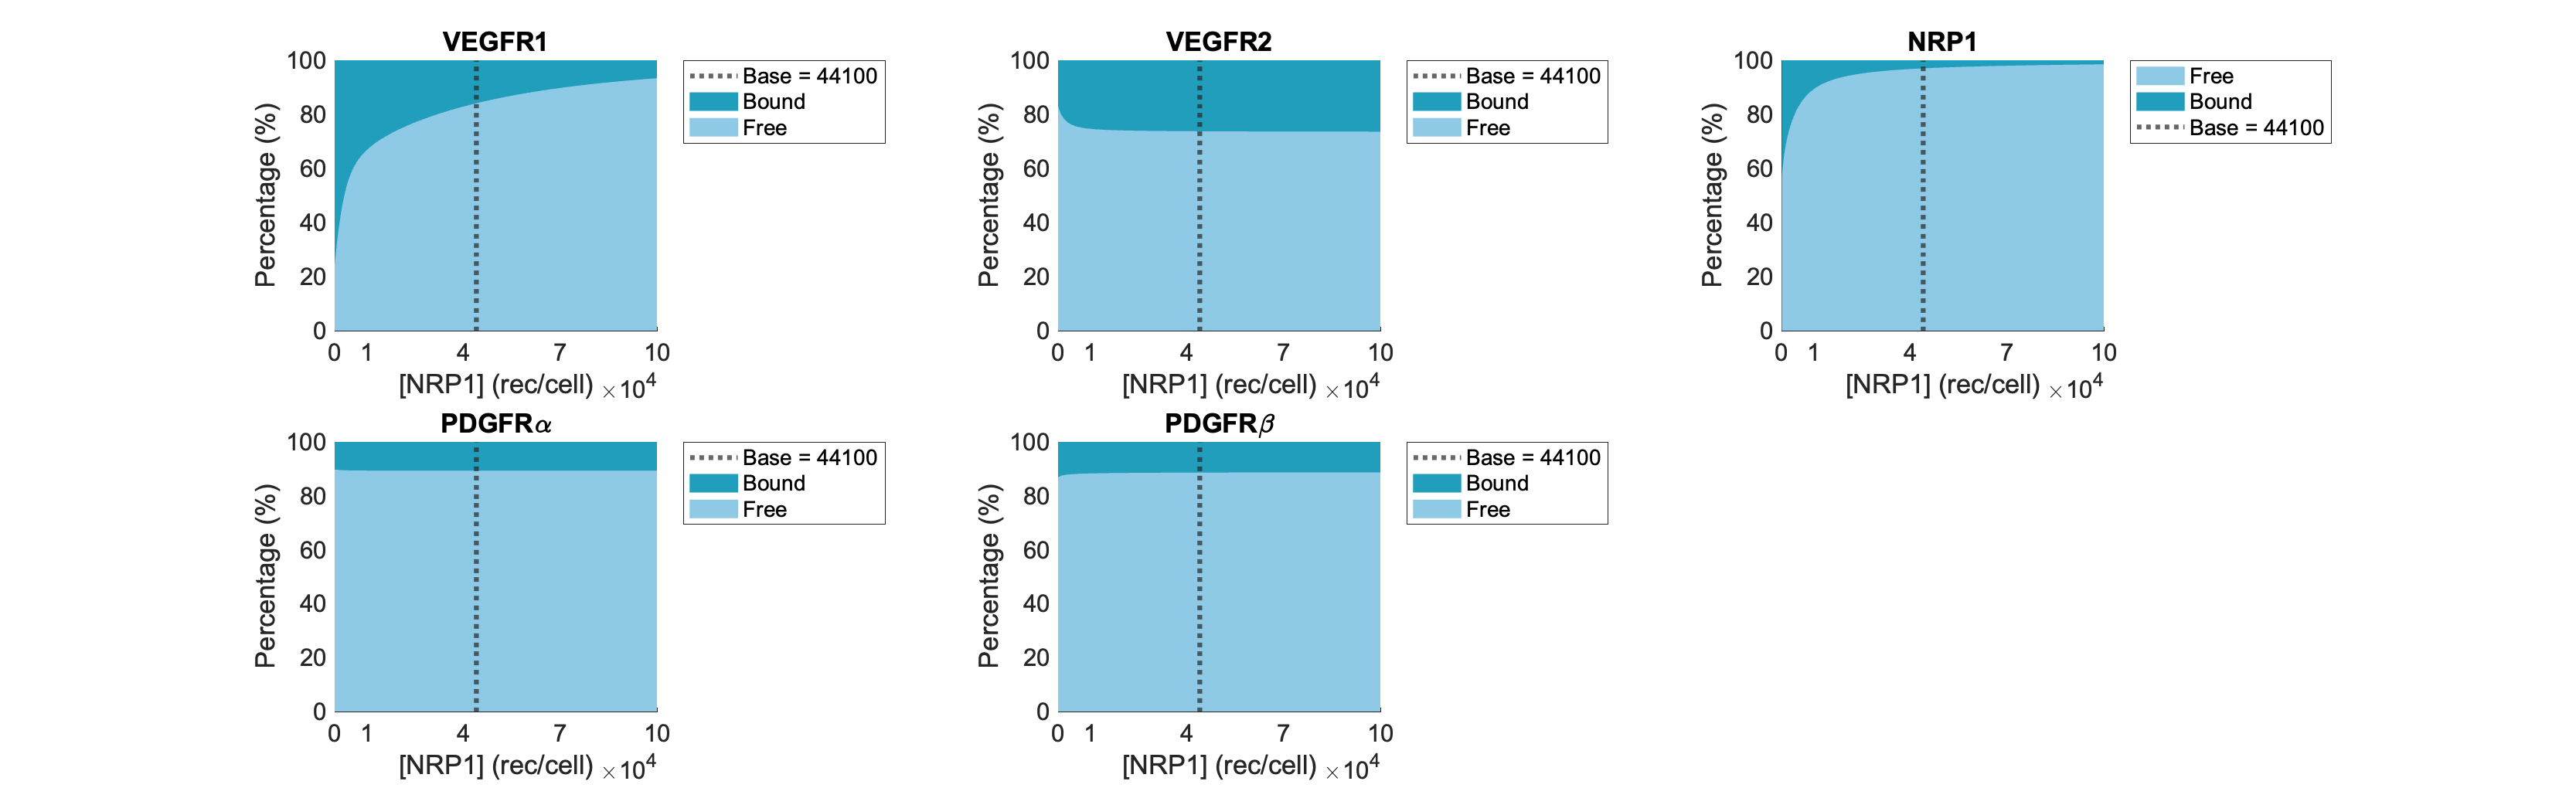 VEGFR1
100
80
60
40
20
0
Percentage (%)
0 1 4 7 10
[NRP1] (rec/cell) ×10^4
Base = 44100
Bound
Free
VEGFR2
100
80
60
40
20
0
Percentage (%)
0 1 4 7 10
[NRP1] (rec/cell) ×10^4
Base = 44100
Bound
Free
NRP1
100
80
60
40
20
0
Percentage (%)
0 1 4 7 10
[NRP1] (rec/cell) ×10^4
Free
Bound
Base = 44100
PDGFRα
100
80
60
40
20
0
Percentage (%)
0 1 4 7 10
[NRP1] (rec/cell) ×10^4
Base = 44100
Bound
Free
PDGFRβ
100
80
60
40
20
0
Percentage (%)
0 1 4 7 10
[NRP1] (rec/cell) ×10^4
Base = 44100
Bound
Free